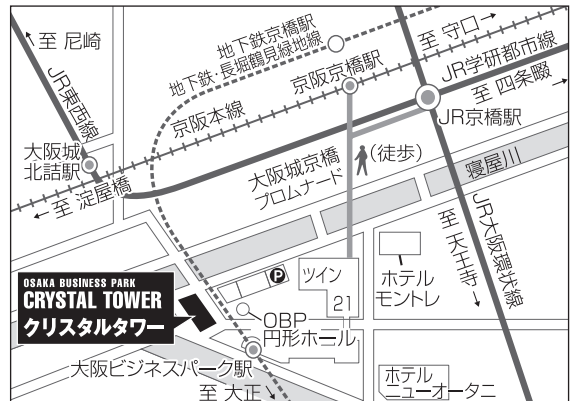 至 尼崎
JR東西線
地下鉄京橋駅
地下鉄・長堀鶴見緑地線
京阪京橋駅
至 守口
JR学研都市線
至 四条畷
京阪本線
JR京橋駅
大阪城
北詰駅
至 淀屋橋
大阪城京橋
プロムナード
(徒歩)
寝屋川
JR大阪環状線
至 天王寺
OSAKA BUSINESS PARK
CRYSTAL TOWER
クリスタルタワー
P
ツイン
21
ホテル
モントレ
OBP
円形ホール
大阪ビジネスパーク駅
至 大正
ホテル
ニューオータニ